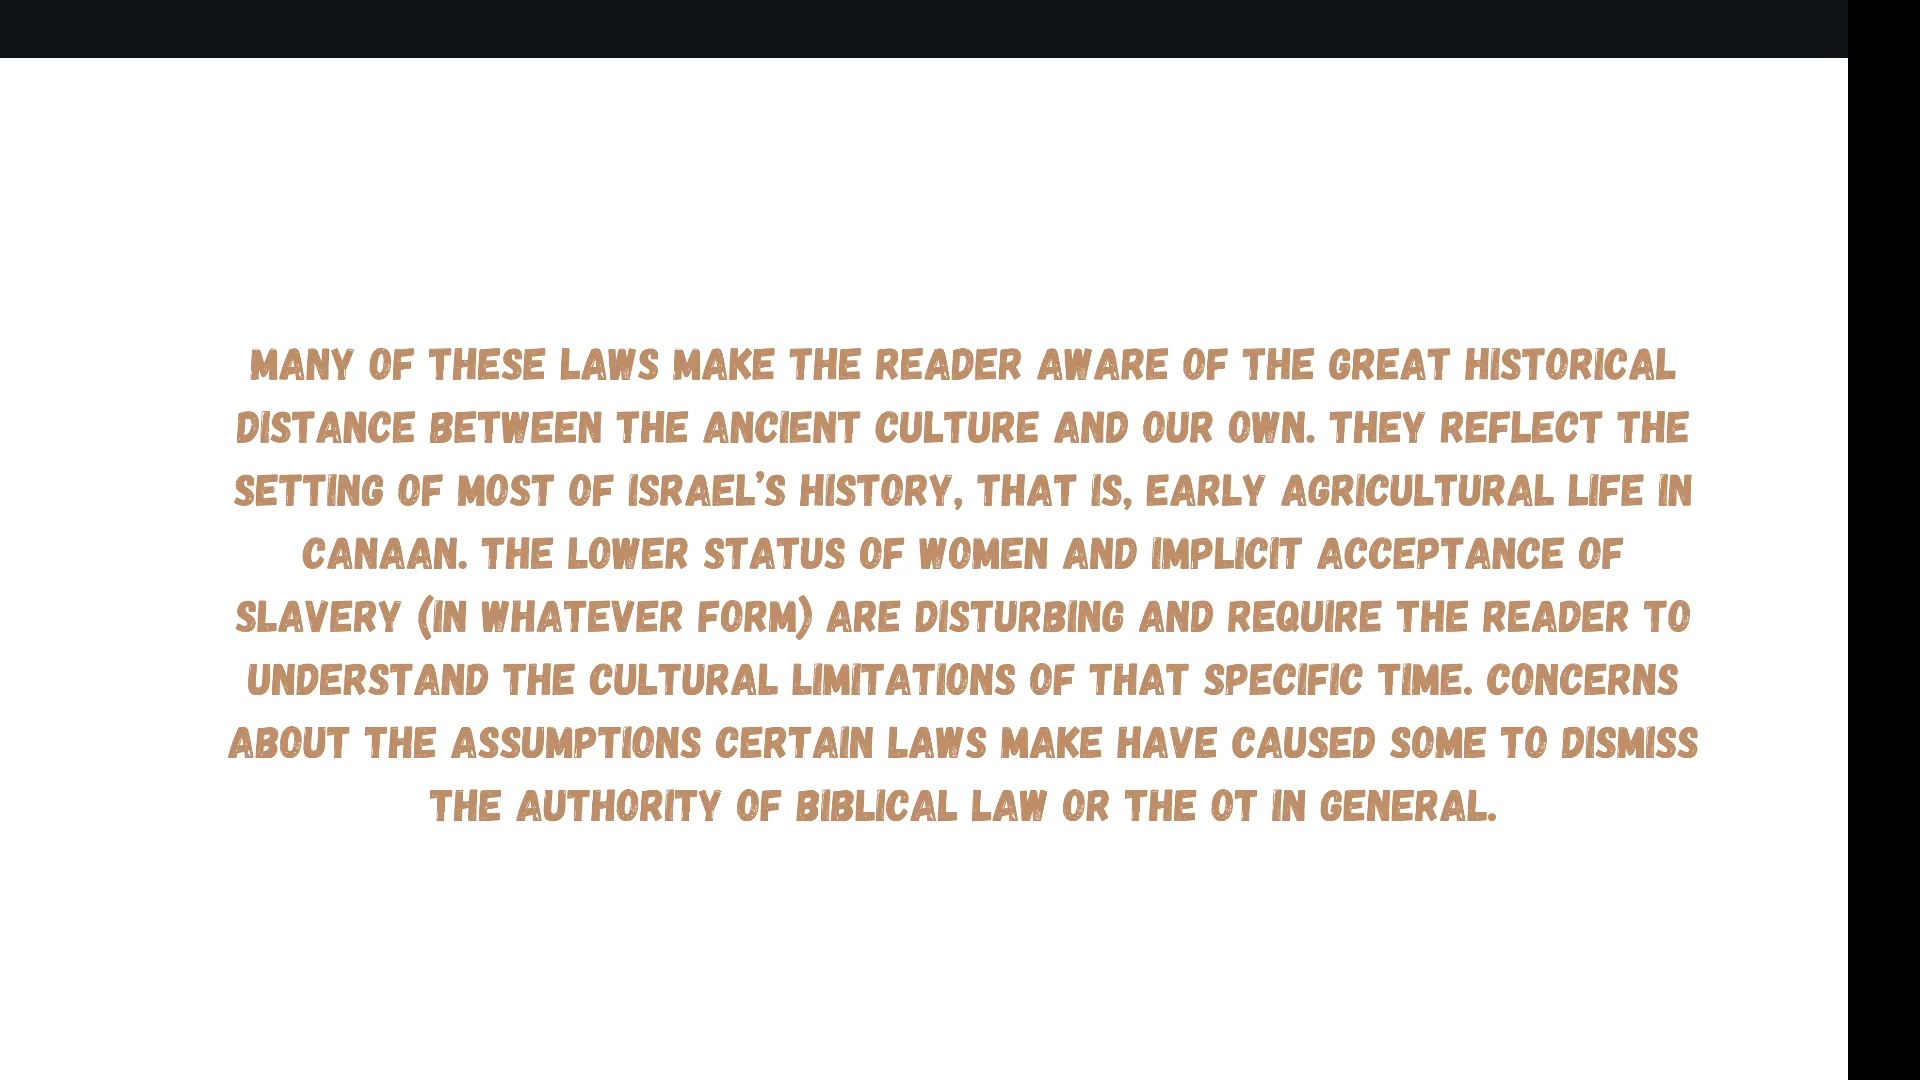 MANY OF THESE LAWS MAKE THE READER AWARE OF THE GREAT HISTORICAL
DISTANCE BETWEEN THE ANCIENT CULTURE AND OUR OWN. THEY REFLECT THE
SETTING OF MOST OF ISRAEL’S HISTORY, THAT IS, EARLY AGRICULTURAL LIFE IN
CANAAN. THE LOWER STATUS OF WOMEN AND IMPLICIT ACCEPTANCE OF
SLAVERY (IN WHATEVER FORM) ARE DISTURBING AND REQUIRE THE READER TO
UNDERSTAND THE CULTURAL LIMITATIONS OF THAT SPECIFIC TIME. CONCERNS
ABOUT THE ASSUMPTIONS CERTAIN LAWS MAKE HAVE CAUSED SOME TO DISMISS
THE AUTHORITY OF BIBLICAL LAW OR THE OT IN GENERAL.